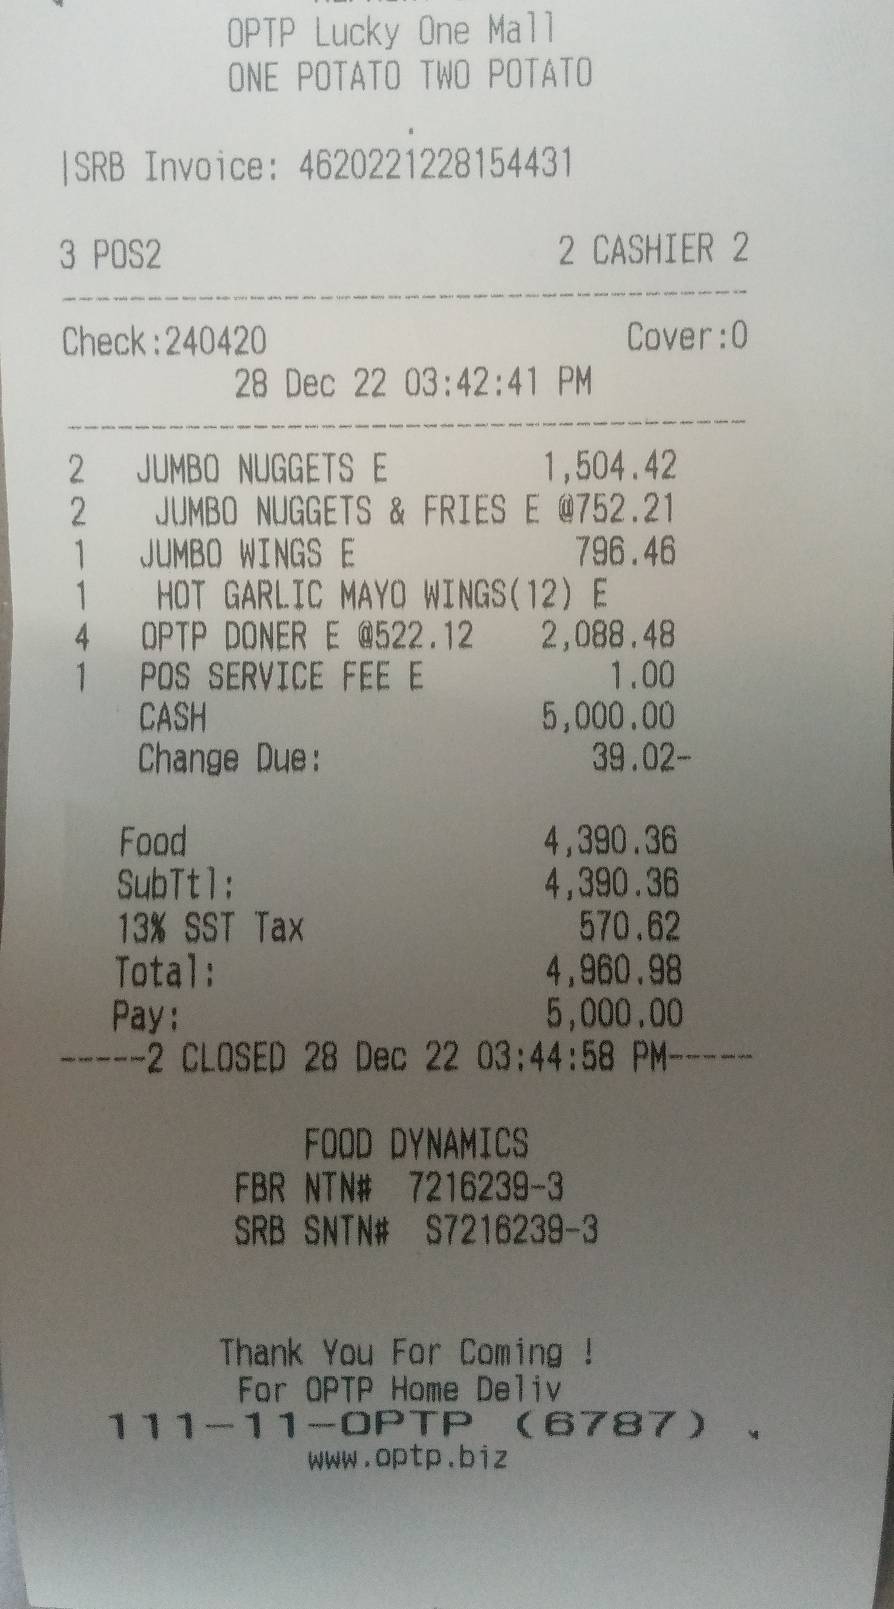 OPTP Lucky One Mall
ONE POTATO TWO POTATO
|SRB Invoice: 4620221228154431
3 POS2 2 CASHIER 2
--------------------------------
Check:240420 Cover:0
28 Dec 22 03:42:41 PM
--------------------------------
2 JUMBO NUGGETS E 1,504.42
2 JUMBO NUGGETS & FRIES E @752.21
1 JUMBO WINGS E 796.46
1 HOT GARLIC MAYO WINGS(12) E
4 OPTP DONER E @522.12 2,088.48
1 POS SERVICE FEE E 1.00
CASH 5,000.00
Change Due: 39.02-
Food 4,390.36
SubTtl: 4,390.36
13% SST Tax 570.62
Total: 4,960.98
Pay: 5,000.00
-----2 CLOSED 28 Dec 22 03:44:58 PM-----
FOOD DYNAMICS
FBR NTN# 7216239-3
SRB SNTN# S7216239-3
Thank You For Coming !
For OPTP Home Deliv
111-11-OPTP (6787)
www.optp.biz